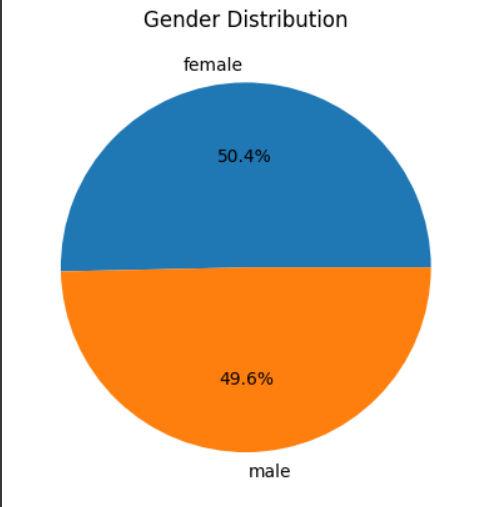 Gender Distribution
female
50.4%
49.6%
male